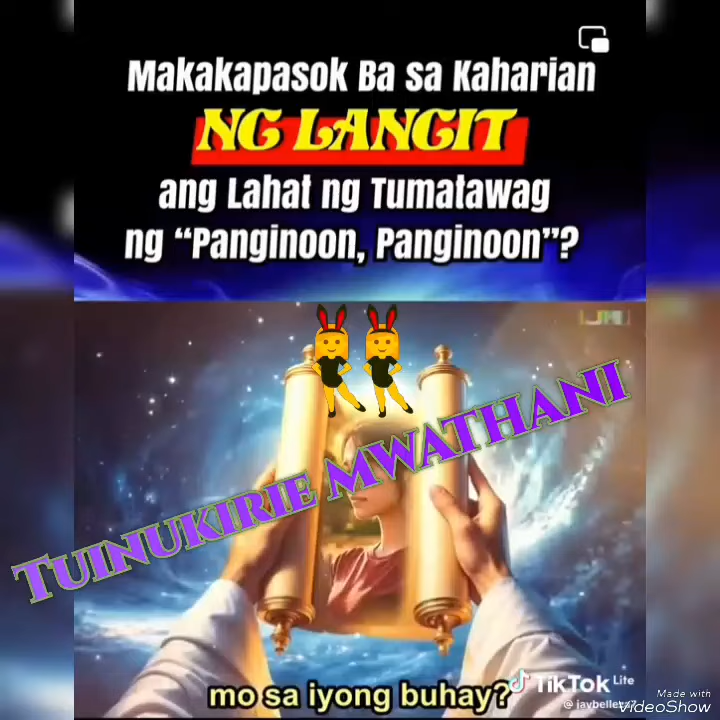 Makakapasok Ba sa Kaharian
NG LANGIT
ang Lahat ng Tumatawag
ng “Panginoon, Panginoon”?
TUINUKIRIE MWATHANI
mo sa iyong buhay?
TikTok Lite
Made with
VideoShow